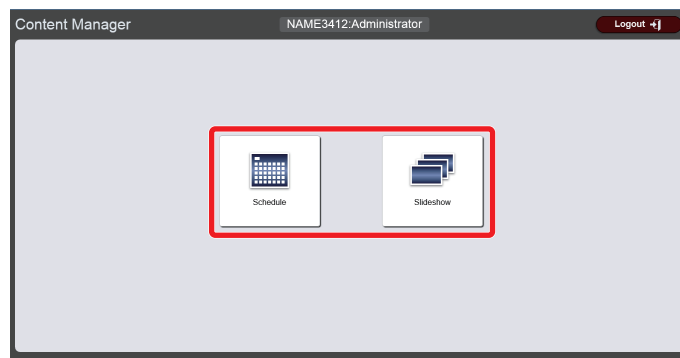 Content Manager
NAME3412:Administrator
Logout
Schedule
Slideshow